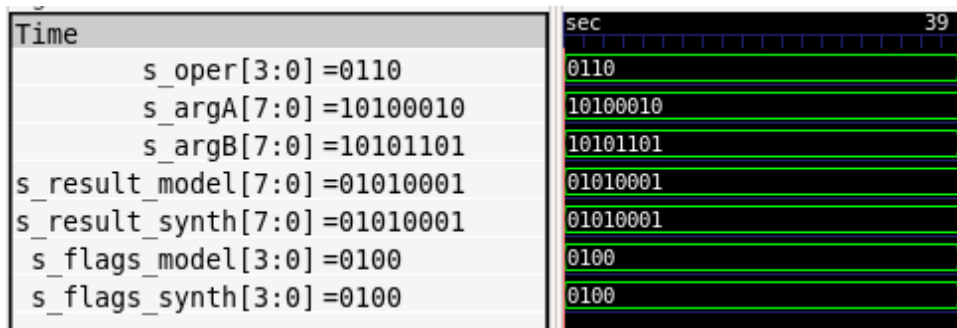 Time
s_oper[3:0]=0110
s_argA[7:0]=10100010
s_argB[7:0]=10101101
s_result_model[7:0]=01010001
s_result_synth[7:0]=01010001
s_flags_model[3:0]=0100
s_flags_synth[3:0]=0100
sec 39
0110
10100010
10101101
01010001
01010001
0100
0100